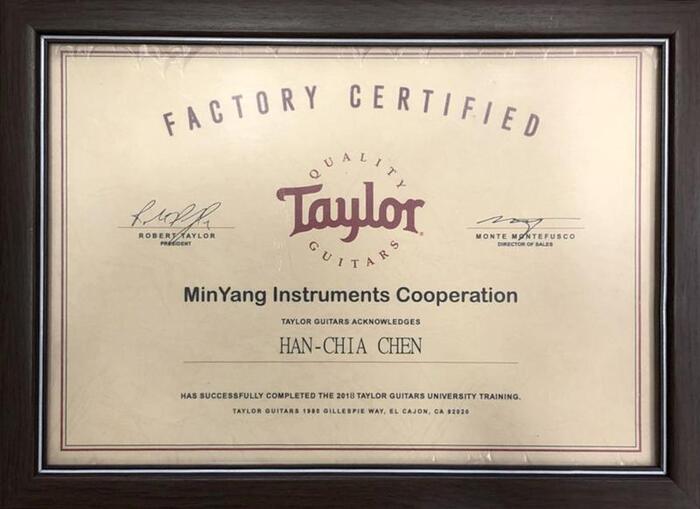 FACTORY CERTIFIED
QUALITY
Taylor
GUITARS
ROBERT TAYLOR
PRESIDENT
MONTE MONTEFUSCO
DIRECTOR OF SALES
MinYang Instruments Cooperation
TAYLOR GUITARS ACKNOWLEDGES
HAN-CHIA CHEN
HAS SUCCESSFULLY COMPLETED THE 2018 TAYLOR GUITARS UNIVERSITY TRAINING.
TAYLOR GUITARS 1980 GILLESPIE WAY, EL CAJON, CA 92020